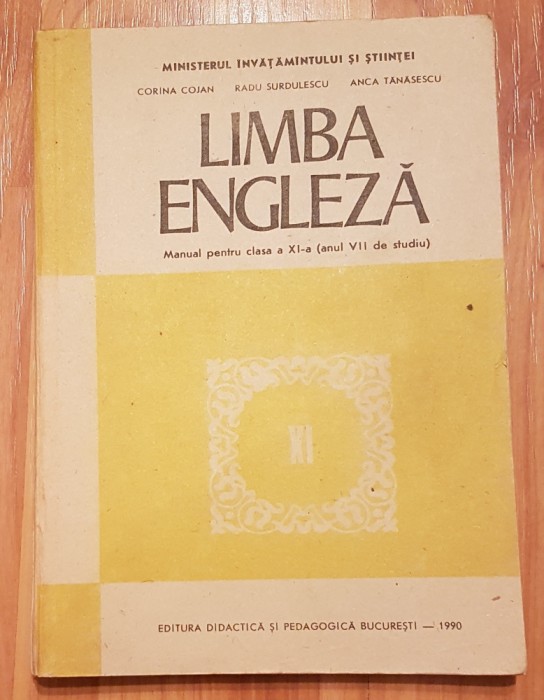 MINISTERUL ÎNVĂȚĂMÎNTULUI ȘI ȘTIINȚEI
CORINA COJAN RADU SURDULESCU ANCA TĂNĂSESCU
LIMBA
ENGLEZĂ
Manual pentru clasa a XI-a (anul VII de studiu)
XI
EDITURA DIDACTICĂ ȘI PEDAGOGICĂ BUCUREȘTI — 1990